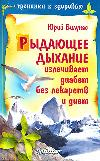 Юрий Вилунас
РЫДАЮЩЕЕ
ДЫХАНИЕ
излечивает
диабет
без лекарств
и диет